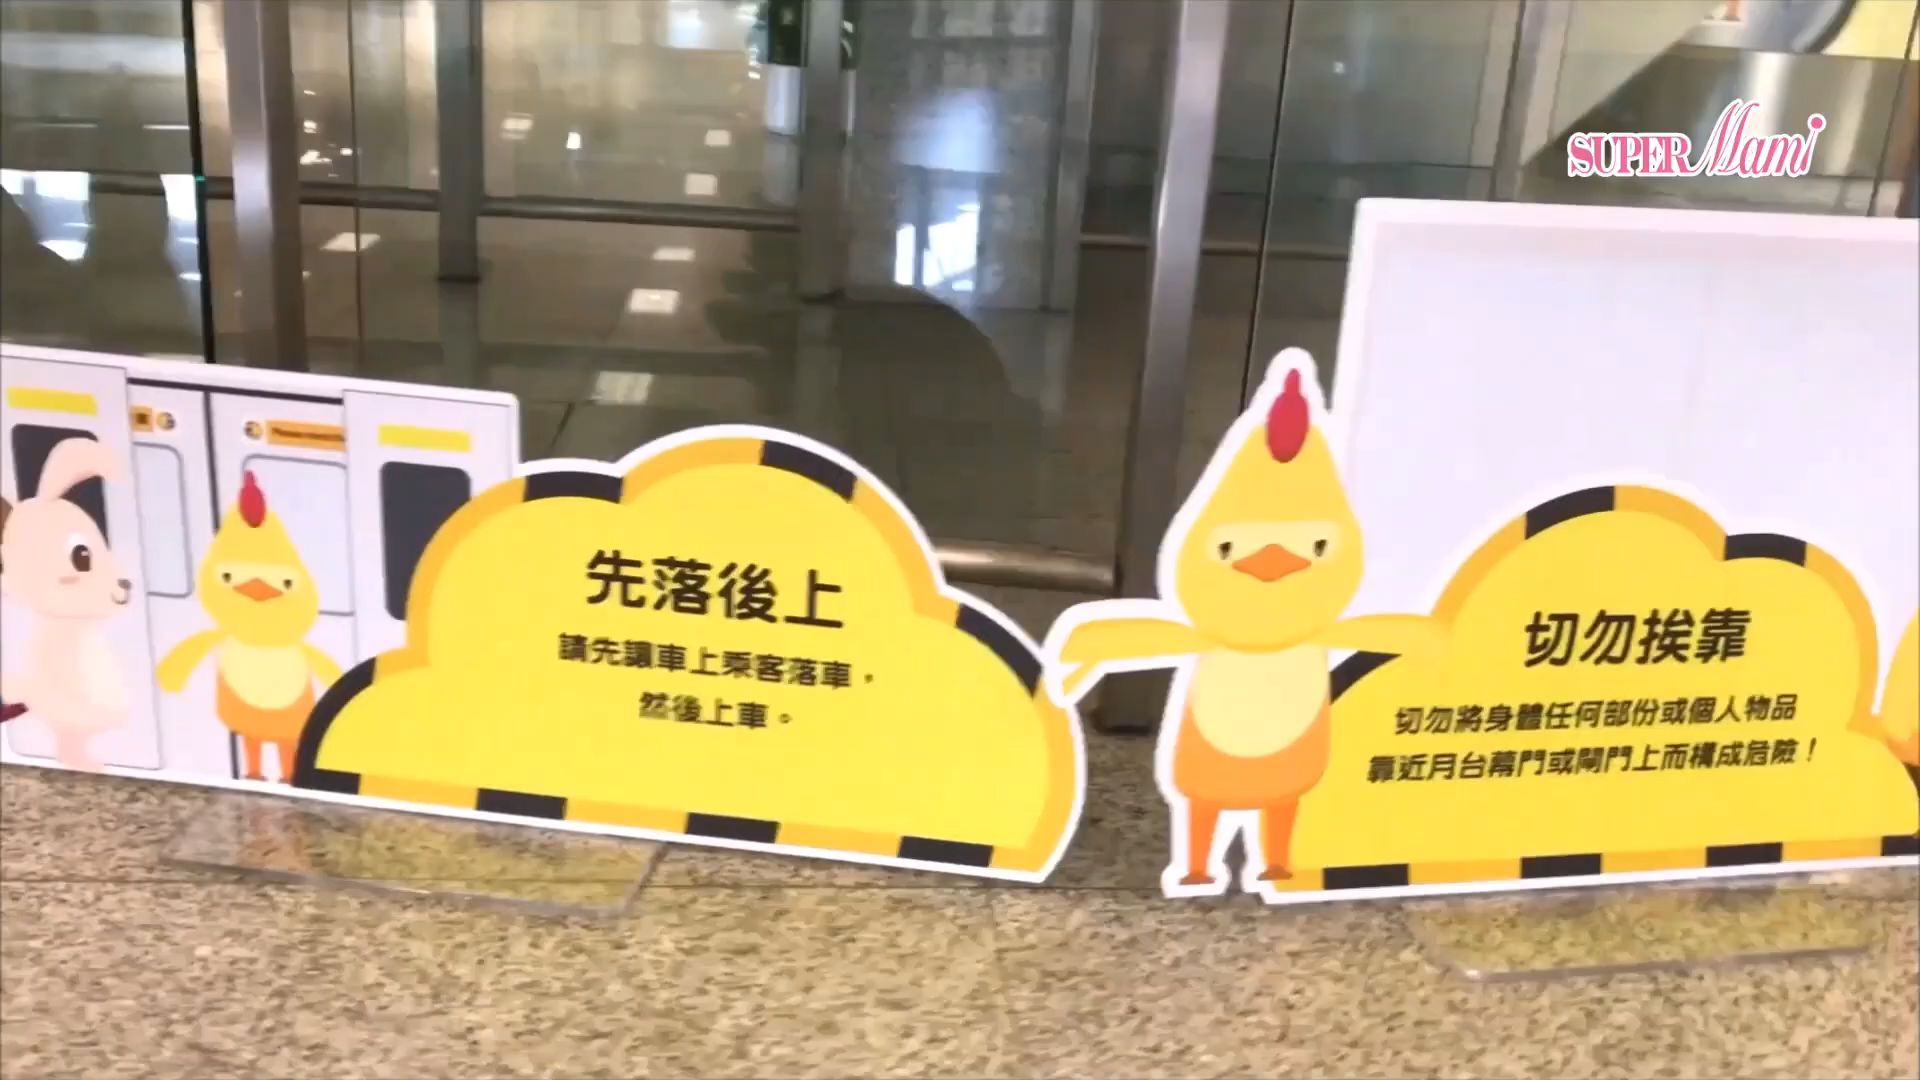 SUPER Mami
先落後上
請先讓車上乘客落車，
然後上車。
切勿挨靠
切勿將身體任何部份或個人物品
靠近月台幕門或閘門上而構成危險！